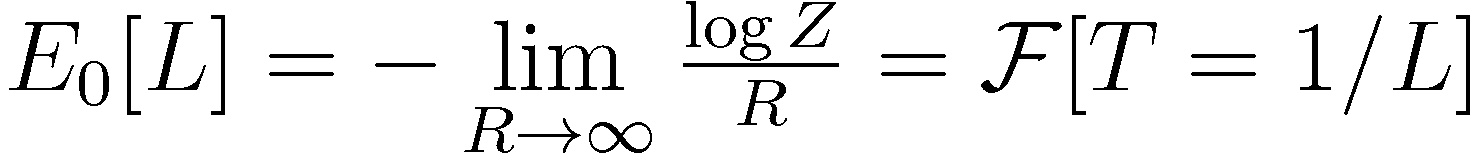 $E_0[L] = -\lim_{R\to\infty} \frac{\log Z}{R} = \mathcal{F}[T = 1/L]$